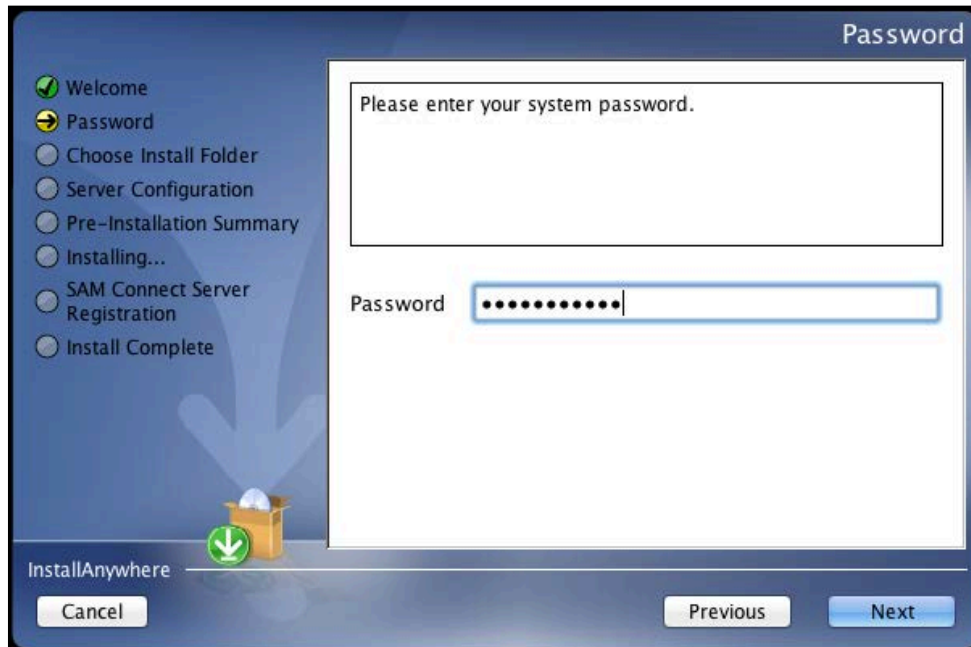 Password
Welcome
Password
Choose Install Folder
Server Configuration
Pre-Installation Summary
Installing...
SAM Connect Server
Registration
Install Complete
Please enter your system password.
Password •••••••••••
InstallAnywhere
Cancel
Previous
Next